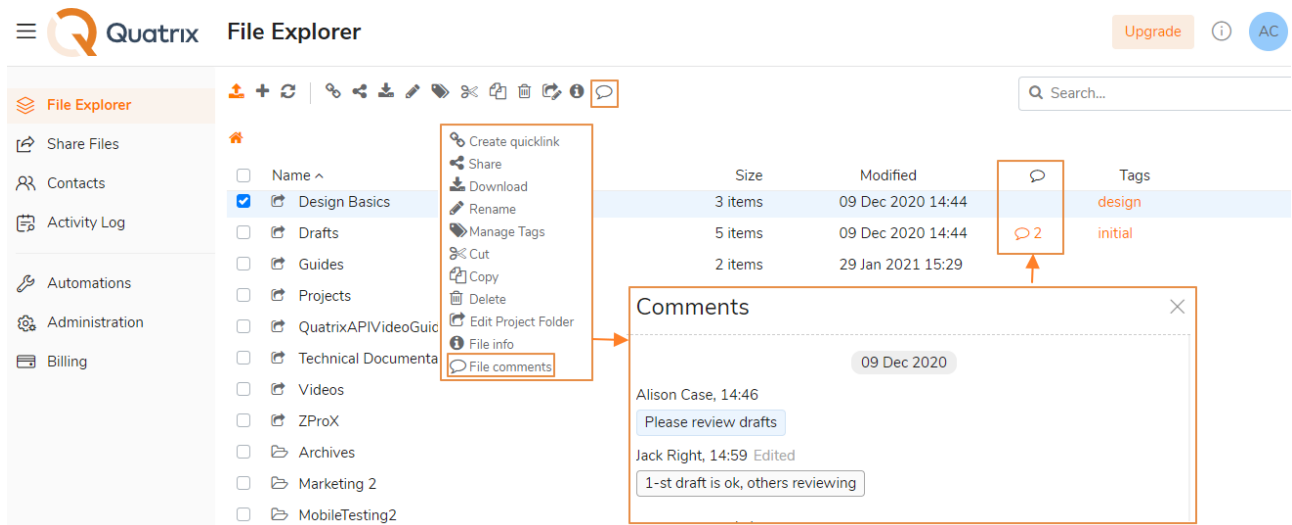 Quatrix File Explorer Upgrade AC
File Explorer
Share Files
Contacts
Activity Log
Automations
Administration
Billing
Search...
Name Size Modified Tags
Design Basics 3 items 09 Dec 2020 14:44 design
Drafts 5 items 09 Dec 2020 14:44 2 initial
Guides 2 items 29 Jan 2021 15:29
Projects
QuatrixAPIVideoGuid
Technical Documenta
Videos
ZProX
Archives
Marketing 2
MobileTesting2
Create quicklink
Share
Download
Rename
Manage Tags
Cut
Copy
Delete
Edit Project Folder
File info
File comments
Comments
09 Dec 2020
Alison Case, 14:46
Please review drafts
Jack Right, 14:59 Edited
1-st draft is ok, others reviewing